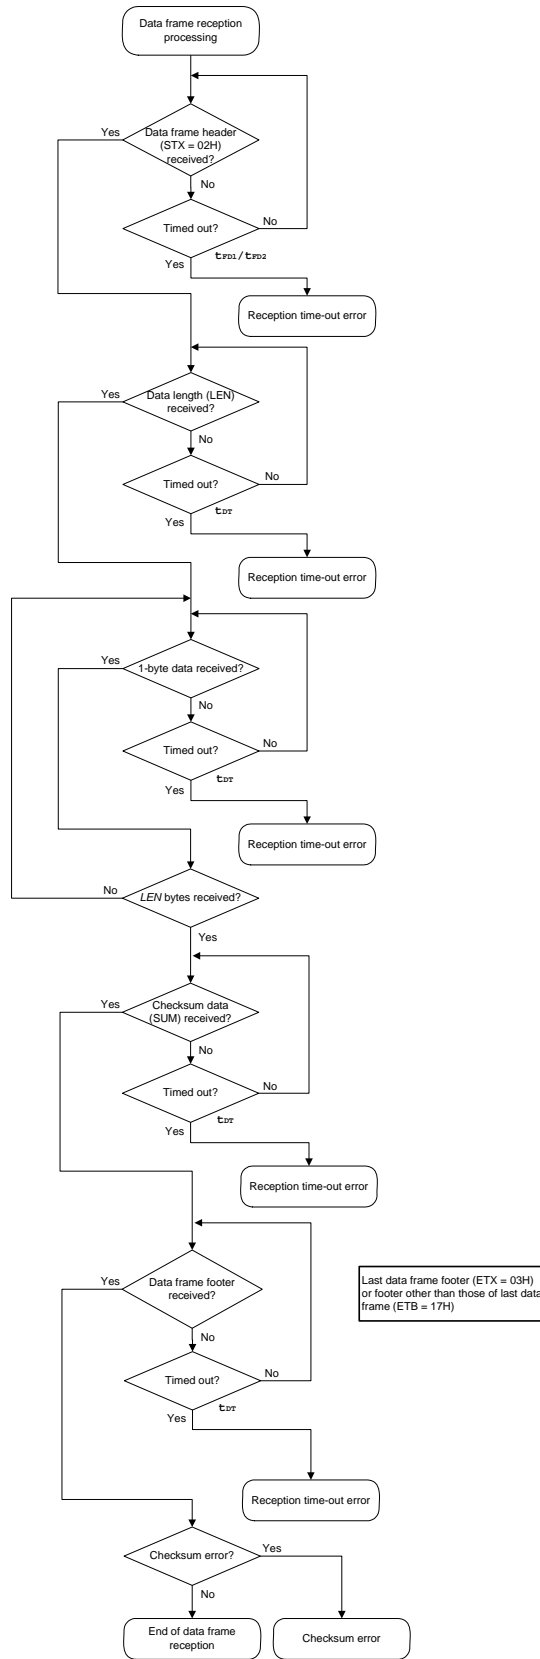 Data frame reception
processing
Yes
Data frame header
(STX = 02H)
received?
No
Timed out?
No
Yes
tFD1/tFD2
Reception time-out error
Yes
Data length (LEN)
received?
No
Timed out?
No
Yes
tDT
Reception time-out error
Yes
1-byte data received?
No
Timed out?
No
Yes
tDT
Reception time-out error
No
LEN bytes received?
Yes
Yes
Checksum data
(SUM) received?
No
Timed out?
No
Yes
tDT
Reception time-out error
Yes
Data frame footer
received?
Last data frame footer (ETX = 03H)
or footer other than those of last data
frame (ETB = 17H)
No
Timed out?
No
Yes
tDT
Reception time-out error
Checksum error?
Yes
No
End of data frame
reception
Checksum error